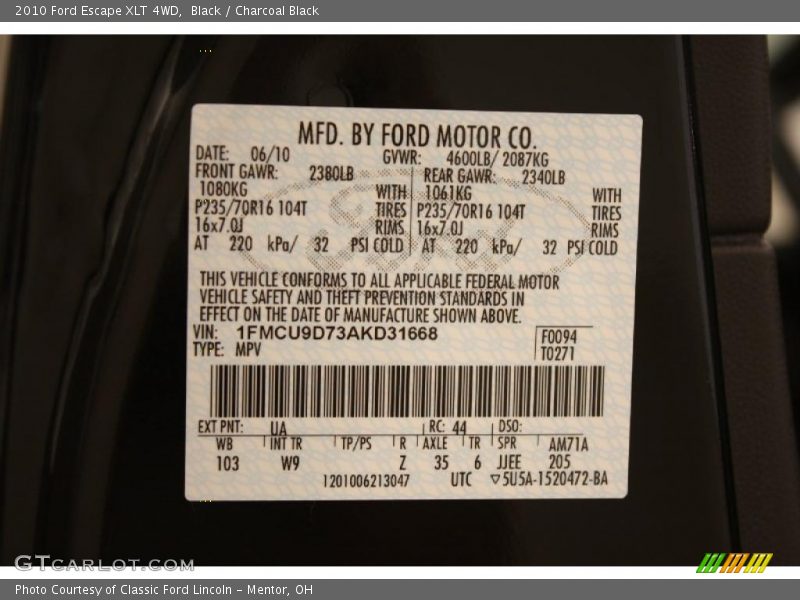 2010 Ford Escape XLT 4WD, Black / Charcoal Black
MFD. BY FORD MOTOR CO.
DATE: 06/10 GVWR: 4600LB/ 2087KG
FRONT GAWR: 2380LB REAR GAWR: 2340LB
1080KG WITH 1061KG WITH
P235/70R16 104T TIRES P235/70R16 104T TIRES
16x7.0J RIMS 16x7.0J RIMS
AT 220 kPa/ 32 PSI COLD AT 220 kPa/ 32 PSI COLD
THIS VEHICLE CONFORMS TO ALL APPLICABLE FEDERAL MOTOR
VEHICLE SAFETY AND THEFT PREVENTION STANDARDS IN
EFFECT ON THE DATE OF MANUFACTURE SHOWN ABOVE.
VIN: 1FMCU9D73AKD31668 F0094
TYPE: MPV T0271
EXT PNT: UA RC: 44 DSO:
WB INT TR TP/PS R AXLE TR SPR AM71A
103 W9 Z 35 6 JJEE 205
1201006213047 UTC ▽5U5A-1520472-BA
GTCARLOT.COM
Photo Courtesy of Classic Ford Lincoln - Mentor, OH